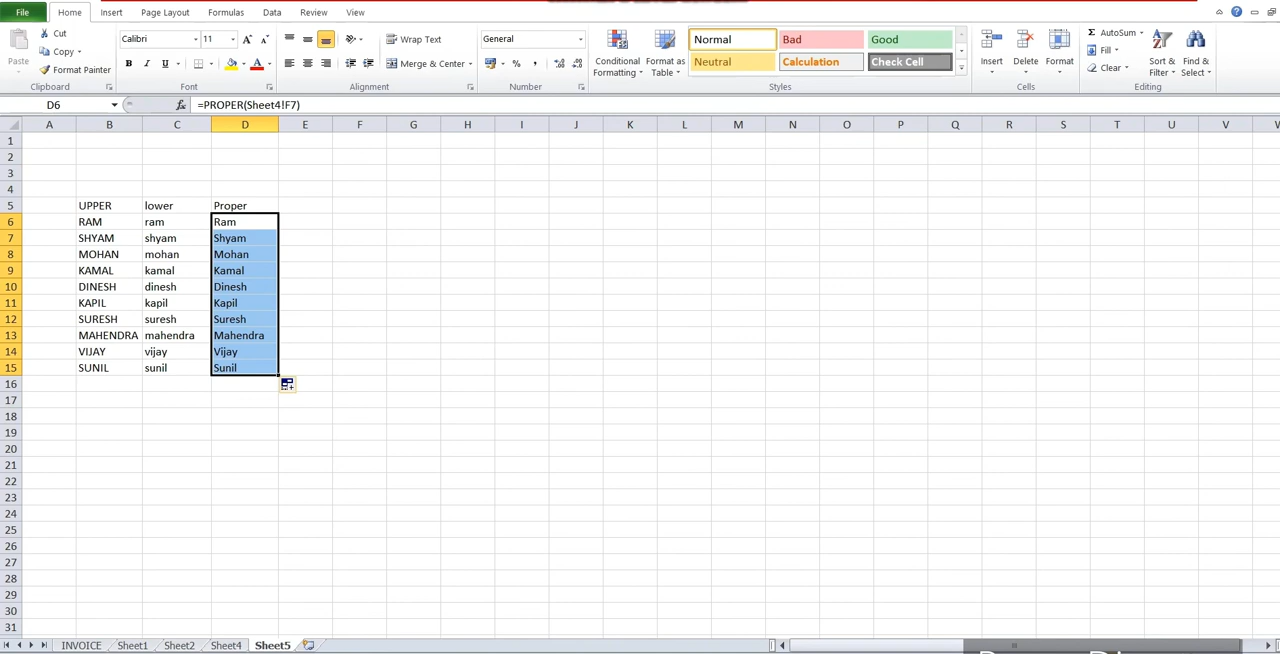 File Home Insert Page Layout Formulas Data Review View
Cut
Copy
Format Painter
Paste
Clipboard
Calibri 11
B I U
Font
Wrap Text
Merge & Center
Alignment
General
% ,
Number
Conditional Formatting
Format as Table
Normal Bad Good
Neutral Calculation Check Cell
Styles
Insert Delete Format
Cells
Σ AutoSum
Fill
Clear
Sort & Filter
Find & Select
Editing
D6 fx =PROPER(Sheet4!F7)
A B C D E F G H I J K L M N O P Q R S T U V W
1
2
3
4
5 UPPER lower Proper
6 RAM ram Ram
7 SHYAM shyam Shyam
8 MOHAN mohan Mohan
9 KAMAL kamal Kamal
10 DINESH dinesh Dinesh
11 KAPIL kapil Kapil
12 SURESH suresh Suresh
13 MAHENDRA mahendra Mahendra
14 VIJAY vijay Vijay
15 SUNIL sunil Sunil
16
17
18
19
20
21
22
23
24
25
26
27
28
29
30
31
INVOICE Sheet1 Sheet2 Sheet4 Sheet5